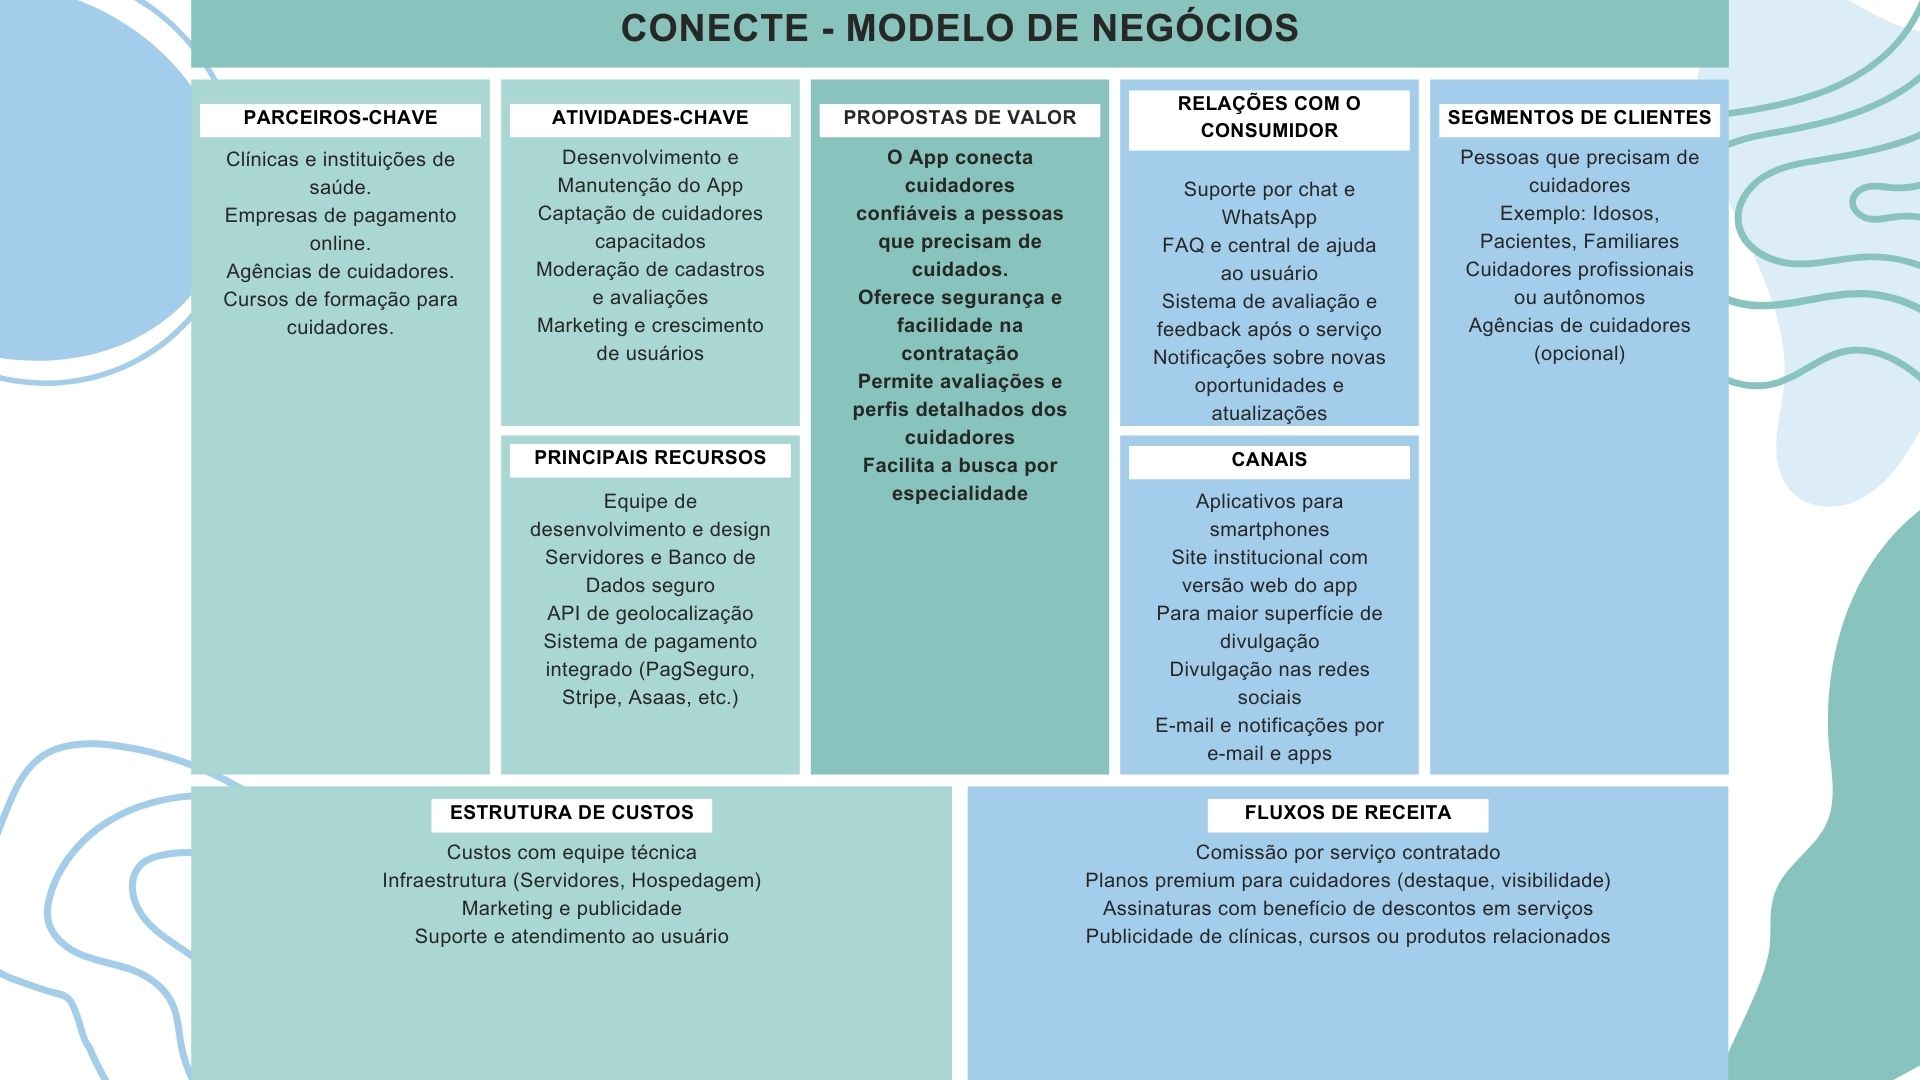 CONECTE - MODELO DE NEGÓCIOS
PARCEIROS-CHAVE
Clínicas e instituições de
saúde.
Empresas de pagamento
online.
Agências de cuidadores.
Cursos de formação para
cuidadores.
ATIVIDADES-CHAVE
Desenvolvimento e
Manutenção do App
Captação de cuidadores
capacitados
Moderação de cadastros
e avaliações
Marketing e crescimento
de usuários
PRINCIPAIS RECURSOS
Equipe de
desenvolvimento e design
Servidores e Banco de
Dados seguro
API de geolocalização
Sistema de pagamento
integrado (PagSeguro,
Stripe, Asaas, etc.)
PROPOSTAS DE VALOR
O App conecta
cuidadores
confiáveis a pessoas
que precisam de
cuidados.
Oferece segurança e
facilidade na
contratação
Permite avaliações e
perfis detalhados dos
cuidadores
Facilita a busca por
especialidade
RELAÇÕES COM O
CONSUMIDOR
Suporte por chat e
WhatsApp
FAQ e central de ajuda
ao usuário
Sistema de avaliação e
feedback após o serviço
Notificações sobre novas
oportunidades e
atualizações
CANAIS
Aplicativos para
smartphones
Site institucional com
versão web do app
Para maior superfície de
divulgação
Divulgação nas redes
sociais
E-mail e notificações por
e-mail e apps
SEGMENTOS DE CLIENTES
Pessoas que precisam de
cuidadores
Exemplo: Idosos,
Pacientes, Familiares
Cuidadores profissionais
ou autônomos
Agências de cuidadores
(opcional)
ESTRUTURA DE CUSTOS
Custos com equipe técnica
Infraestrutura (Servidores, Hospedagem)
Marketing e publicidade
Suporte e atendimento ao usuário
FLUXOS DE RECEITA
Comissão por serviço contratado
Planos premium para cuidadores (destaque, visibilidade)
Assinaturas com benefício de descontos em serviços
Publicidade de clínicas, cursos ou produtos relacionados